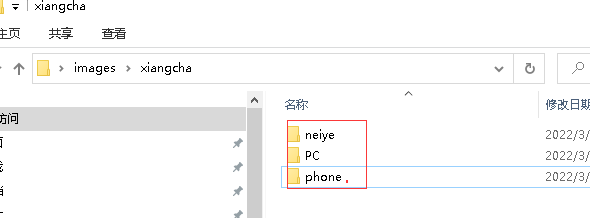 xiangcha
主页 共享 查看
images xiangcha
访问
名称 修改日期
neiye 2022/3/
PC 2022/3/
phone 2022/3/